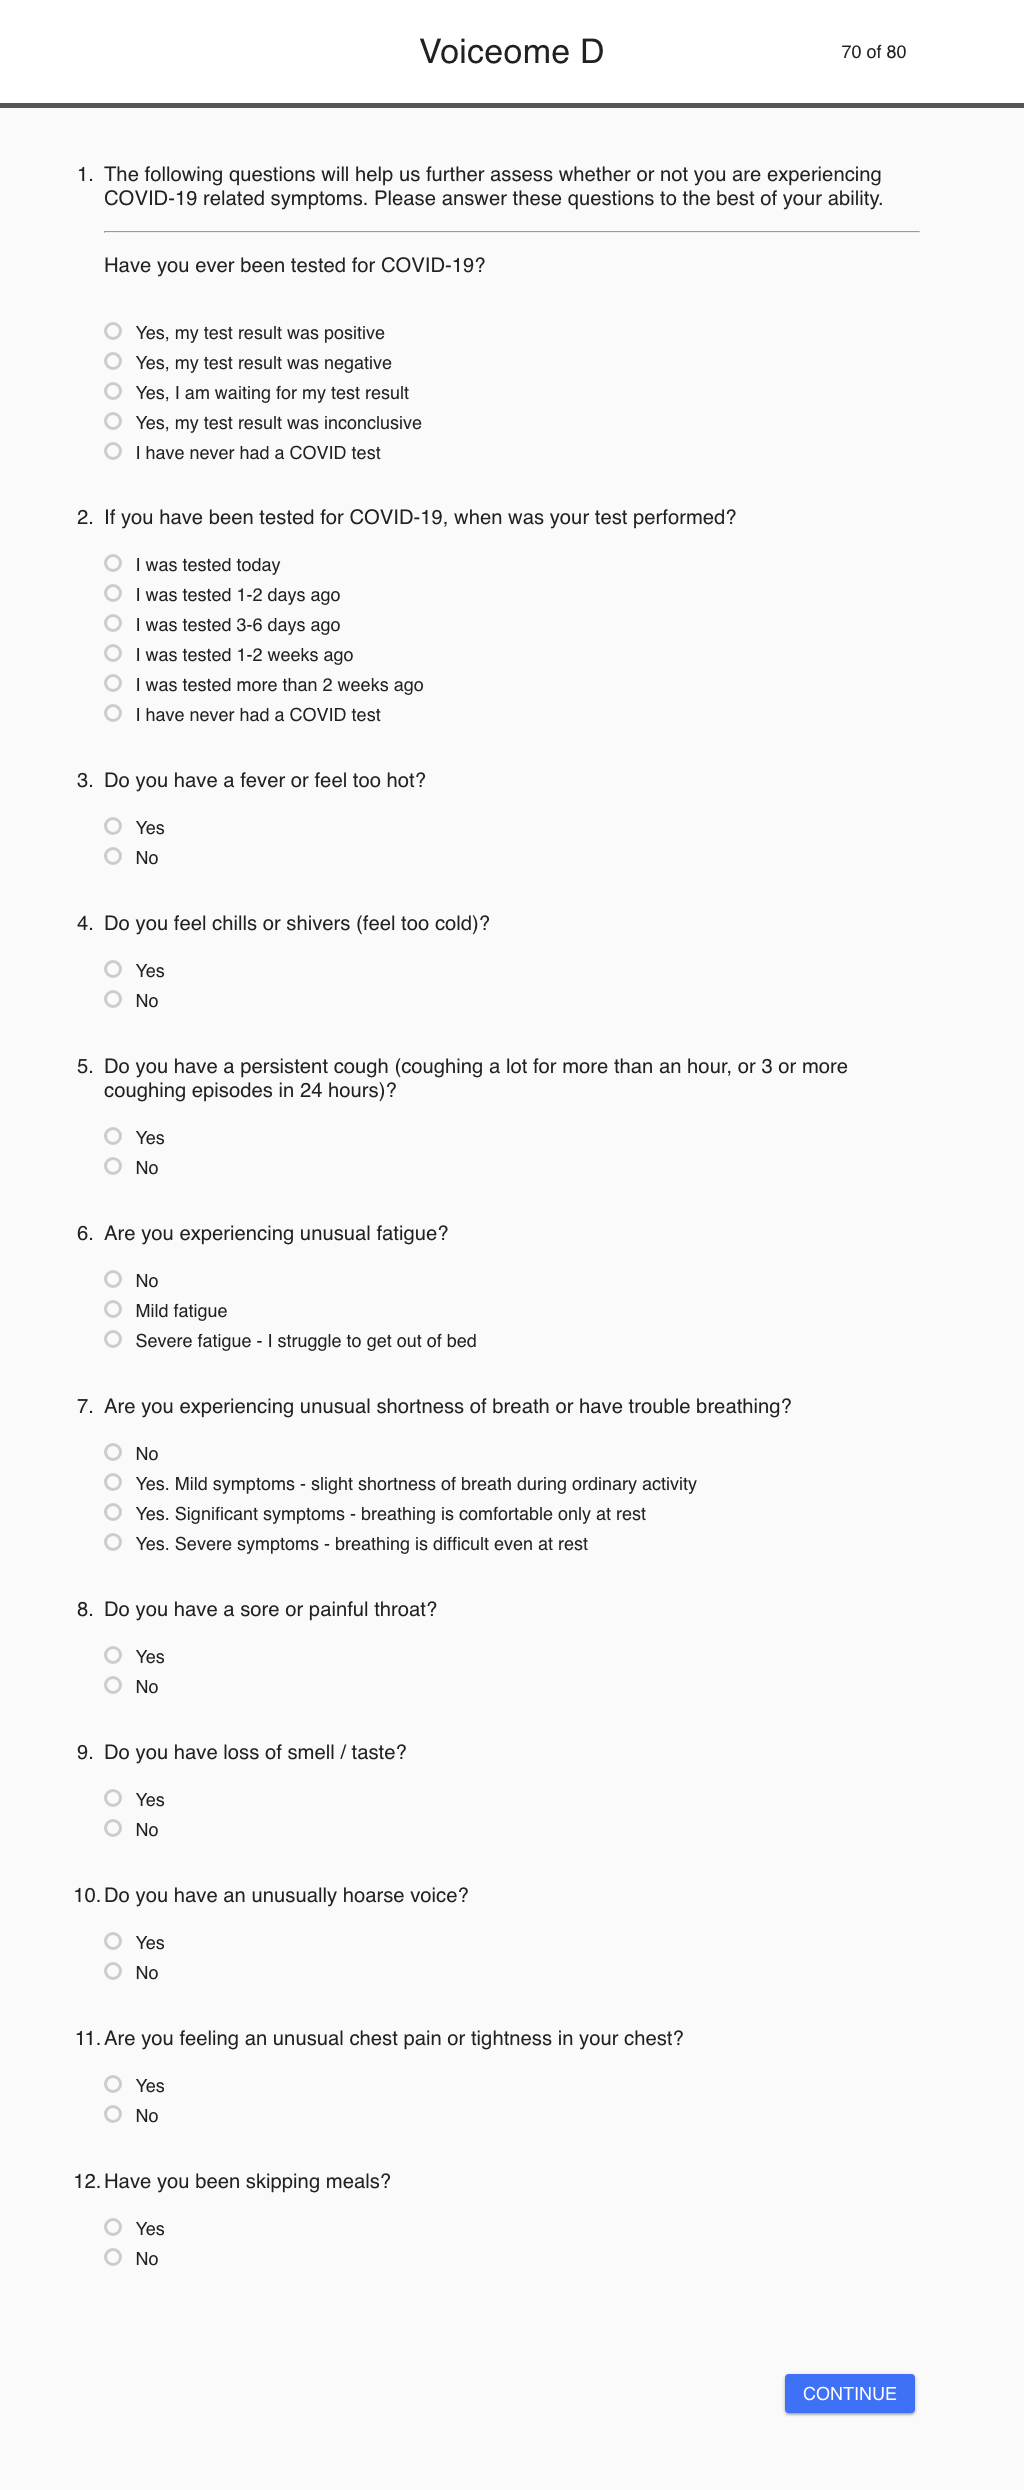 Voiceome D
70 of 80
1. The following questions will help us further assess whether or not you are experiencing
COVID-19 related symptoms. Please answer these questions to the best of your ability.
Have you ever been tested for COVID-19?
Yes, my test result was positive
Yes, my test result was negative
Yes, I am waiting for my test result
Yes, my test result was inconclusive
I have never had a COVID test
2. If you have been tested for COVID-19, when was your test performed?
I was tested today
I was tested 1-2 days ago
I was tested 3-6 days ago
I was tested 1-2 weeks ago
I was tested more than 2 weeks ago
I have never had a COVID test
3. Do you have a fever or feel too hot?
Yes
No
4. Do you feel chills or shivers (feel too cold)?
Yes
No
5. Do you have a persistent cough (coughing a lot for more than an hour, or 3 or more
coughing episodes in 24 hours)?
Yes
No
6. Are you experiencing unusual fatigue?
No
Mild fatigue
Severe fatigue - I struggle to get out of bed
7. Are you experiencing unusual shortness of breath or have trouble breathing?
No
Yes. Mild symptoms - slight shortness of breath during ordinary activity
Yes. Significant symptoms - breathing is comfortable only at rest
Yes. Severe symptoms - breathing is difficult even at rest
8. Do you have a sore or painful throat?
Yes
No
9. Do you have loss of smell / taste?
Yes
No
10. Do you have an unusually hoarse voice?
Yes
No
11. Are you feeling an unusual chest pain or tightness in your chest?
Yes
No
12. Have you been skipping meals?
Yes
No
CONTINUE